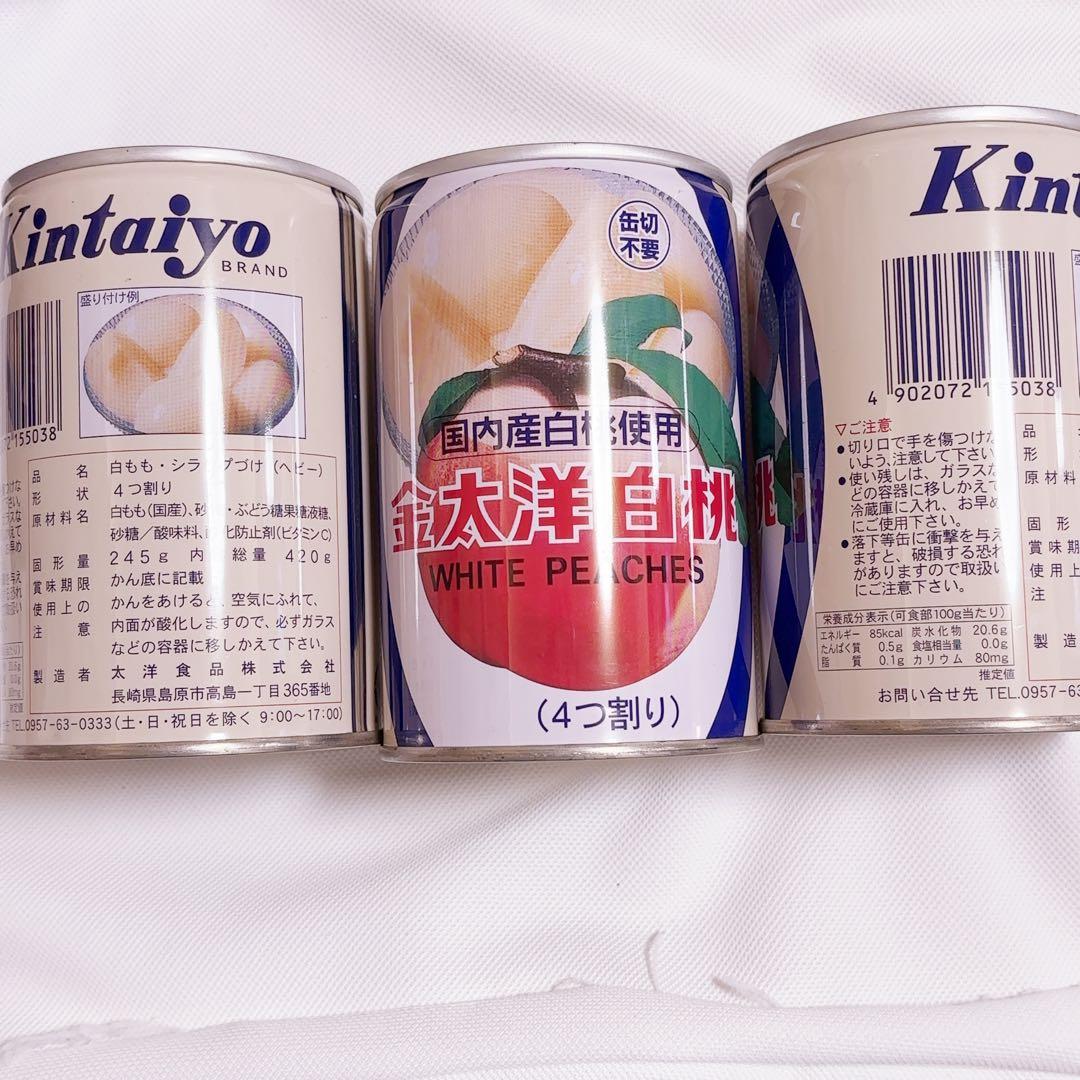 Kintaiyo
BRAND
盛り付け例
155038
品名 白もも・シラップづけ(ヘビー)
形状 4つ割り
原材料名 白もも(国産)、砂糖・ぶどう糖果糖液糖、
砂糖/酸味料、酸化防止剤(ビタミンC)
固形量 245g 内容総量 420g
賞味期限 かん底に記載
使用上の注意 かんをあけると、空気にふれて、
内面が酸化しますので、必ずガラス
などの容器に移しかえて下さい。
製造者 太洋食品株式会社
長崎県島原市高島一丁目365番地
TEL.0957-63-0333(土・日・祝日を除く 9:00〜17:00)
缶切
不要
国内産白桃使用
金太洋白桃
WHITE PEACHES
(4つ割り)
Kint
4 902072 155038
▽ご注意
●切り口で手を傷つけな
いよう、注意して下さい
●使い残しは、ガラスな
どの容器に移しかえて
冷蔵庫に入れ、お早め
にご使用下さい。
●落下等缶に衝撃を与え
ますと、破損する恐れ
がありますので取扱い
にご注意下さい。
栄養成分表示(可食部100g当たり)
エネルギー 85kcal 炭水化物 20.6g
たんぱく質 0.5g 食塩相当量 0.0g
脂質 0.1g カリウム 80mg
推定値
お問い合せ先 TEL.0957-63
品
形
原材料
固形
賞味期
使用上
注
製造